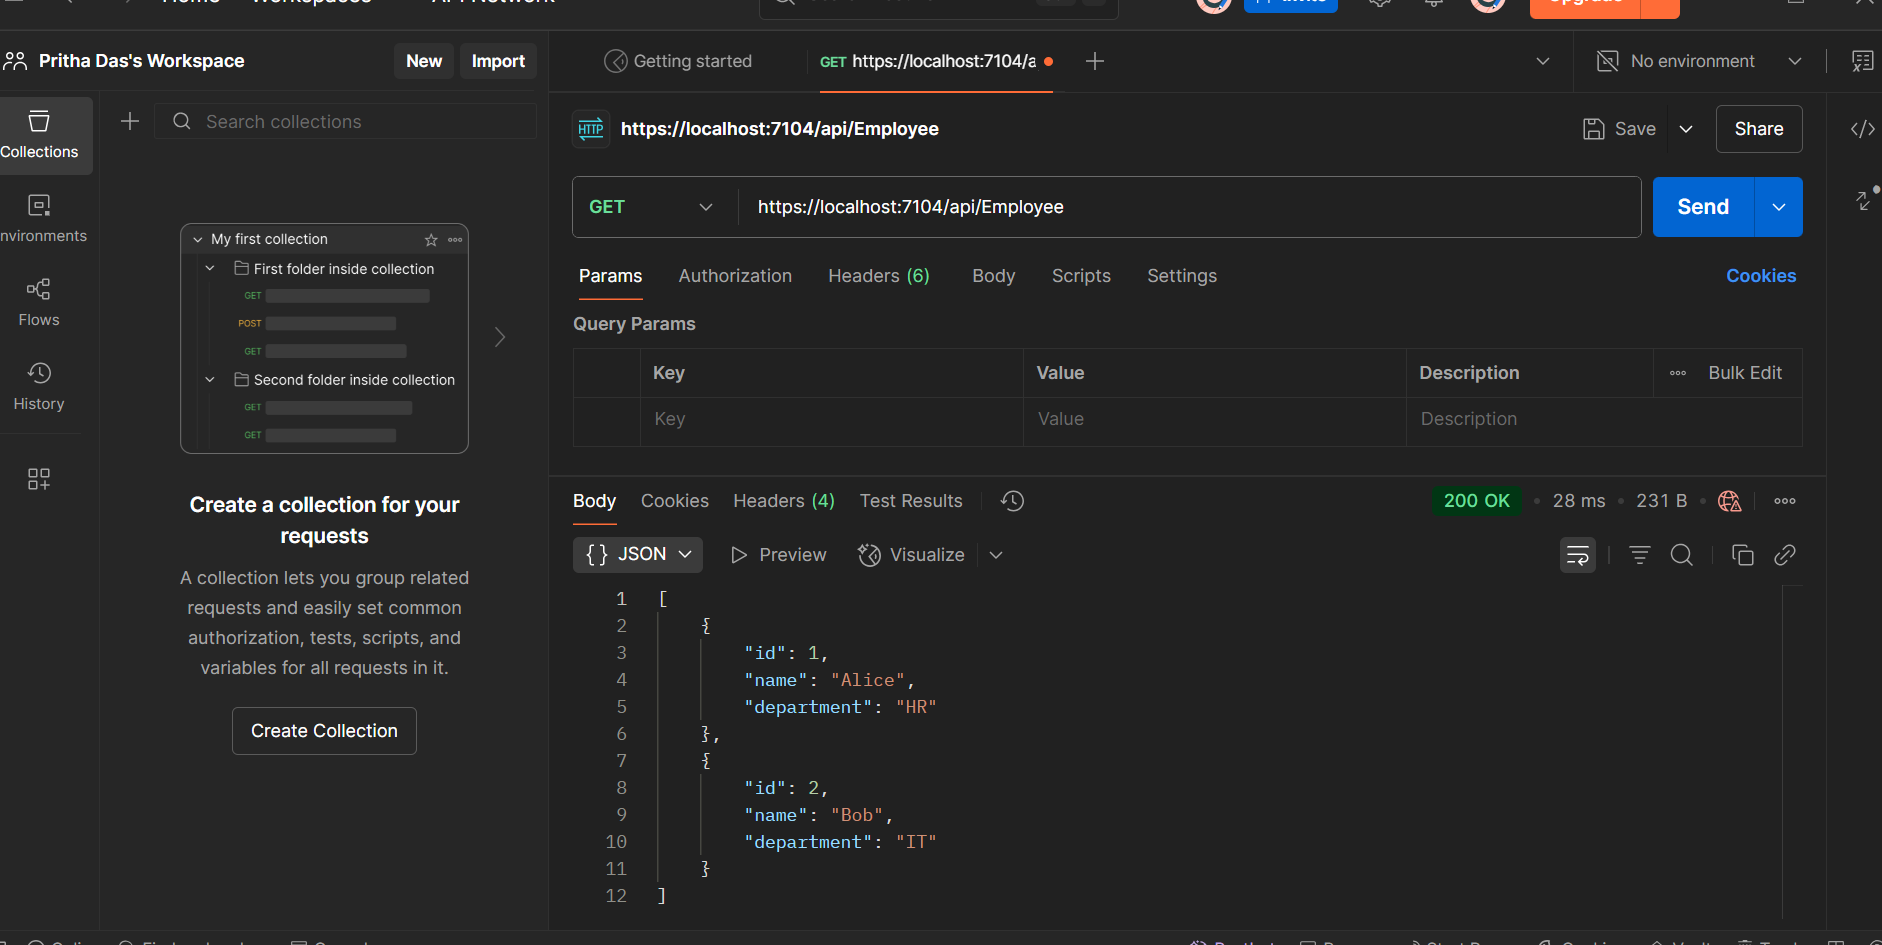 Pritha Das's Workspace
New
Import
Getting started
GET https://localhost:7104/a
No environment
Collections
Search collections
https://localhost:7104/api/Employee
Save
Share
nvironments
GET
https://localhost:7104/api/Employee
Send
My first collection
First folder inside collection
GET
POST
GET
Second folder inside collection
GET
GET
Flows
History
Params
Authorization
Headers (6)
Body
Scripts
Settings
Cookies
Query Params
Key
Value
Description
Bulk Edit
Key
Value
Description
Create a collection for your
requests
A collection lets you group related
requests and easily set common
authorization, tests, scripts, and
variables for all requests in it.
Create Collection
Body
Cookies
Headers (4)
Test Results
200 OK
28 ms
231 B
{} JSON
Preview
Visualize
1 [
2 {
3 "id": 1,
4 "name": "Alice",
5 "department": "HR"
6 },
7 {
8 "id": 2,
9 "name": "Bob",
10 "department": "IT"
11 }
12 ]